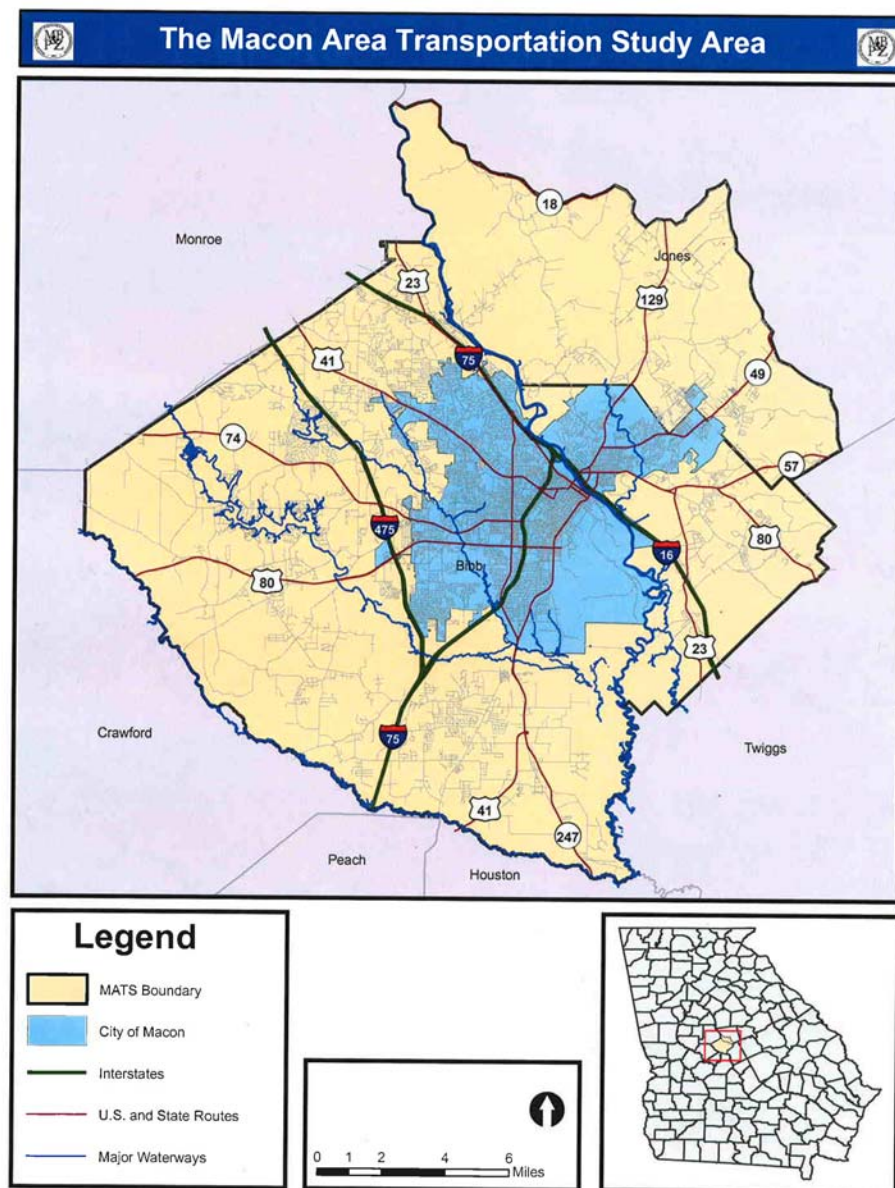 The Macon Area Transportation Study Area
18
Monroe
Jones
23
129
75
41
49
74
57
475
80
80
16
Bibb
23
Crawford
75
Twiggs
41
247
Peach
Houston
Legend
MATS Boundary
City of Macon
Interstates
U.S. and State Routes
Major Waterways
0 1 2 4 6
Miles